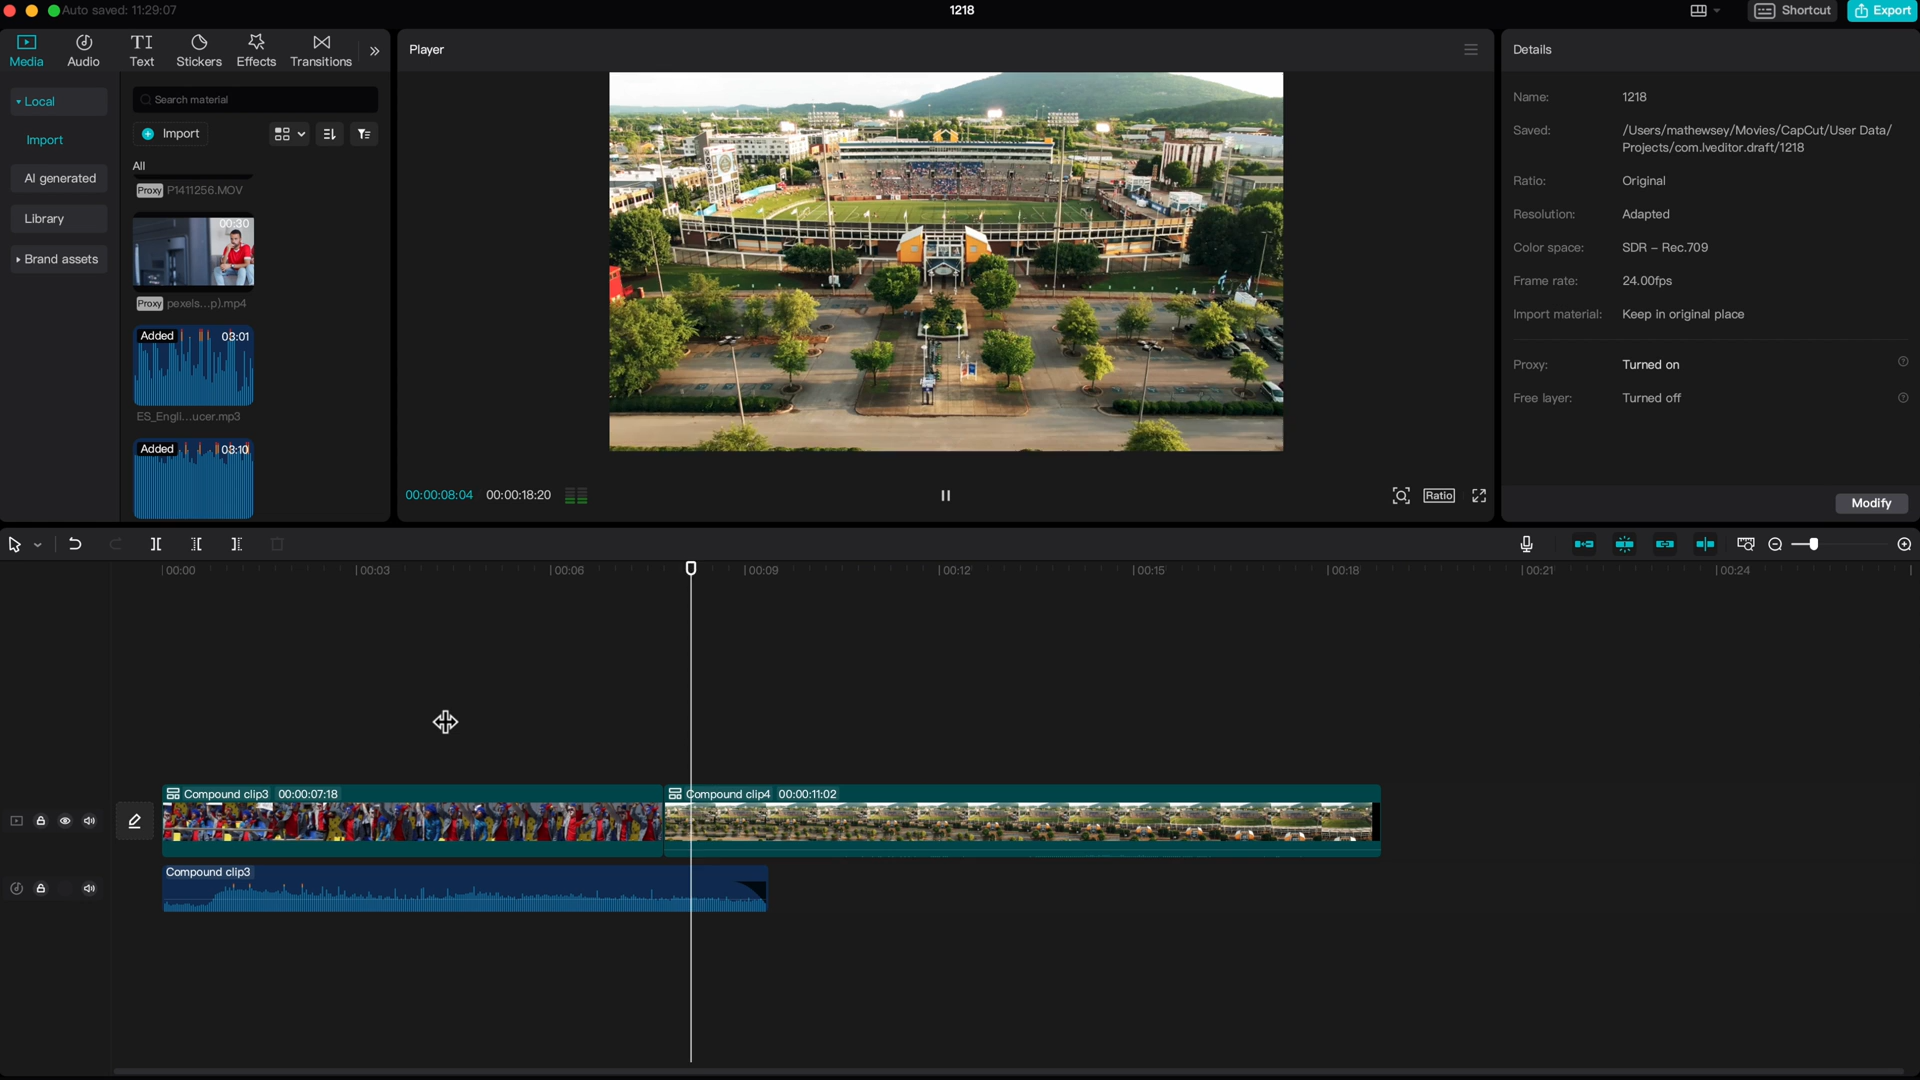 Auto saved: 11:29:07
1218
Shortcut
Export
Media
Audio
Text
Stickers
Effects
Transitions
Local
Import
AI generated
Library
Brand assets
Search material
Import
All
Proxy P1411256.MOV
00:30
Proxy pexels...p).mp4
Added 03:01
ES_Engli...ucer.mp3
Added 03:10
Player
00:00:08:04 00:00:18:20
Ratio
Details
Name: 1218
Saved: /Users/mathewsey/Movies/CapCut/User Data/
Projects/com.lveditor.draft/1218
Ratio: Original
Resolution: Adapted
Color space: SDR – Rec.709
Frame rate: 24.00fps
Import material: Keep in original place
Proxy: Turned on
Free layer: Turned off
Modify
00:00 00:03 00:06 00:09 00:12 00:15 00:18 00:21 00:24
Compound clip3 00:00:07:18
Compound clip4 00:00:11:02
Compound clip3